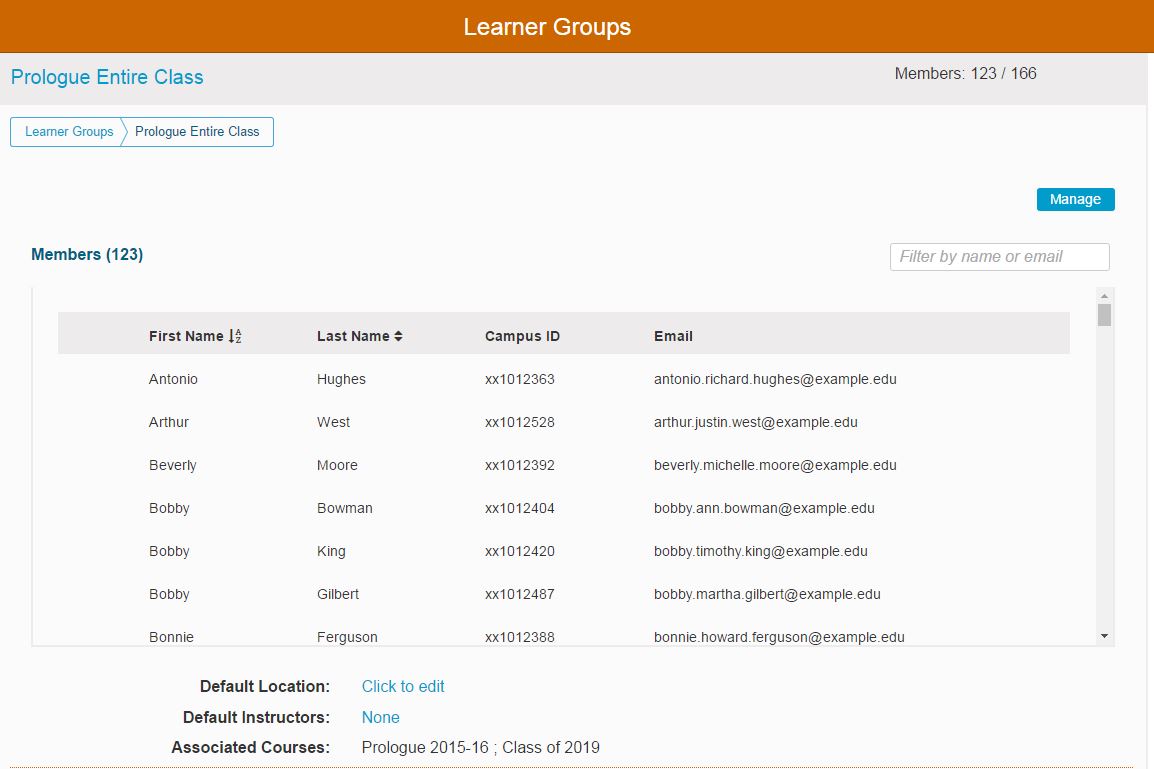 Learner Groups
Prologue Entire Class
Members: 123 / 166
Learner Groups Prologue Entire Class
Manage
Members (123)
Filter by name or email
First Name Last Name Campus ID Email
Antonio Hughes xx1012363 antonio.richard.hughes@example.edu
Arthur West xx1012528 arthur.justin.west@example.edu
Beverly Moore xx1012392 beverly.michelle.moore@example.edu
Bobby Bowman xx1012404 bobby.ann.bowman@example.edu
Bobby King xx1012420 bobby.timothy.king@example.edu
Bobby Gilbert xx1012487 bobby.martha.gilbert@example.edu
Bonnie Ferguson xx1012388 bonnie.howard.ferguson@example.edu
Default Location: Click to edit
Default Instructors: None
Associated Courses: Prologue 2015-16 ; Class of 2019